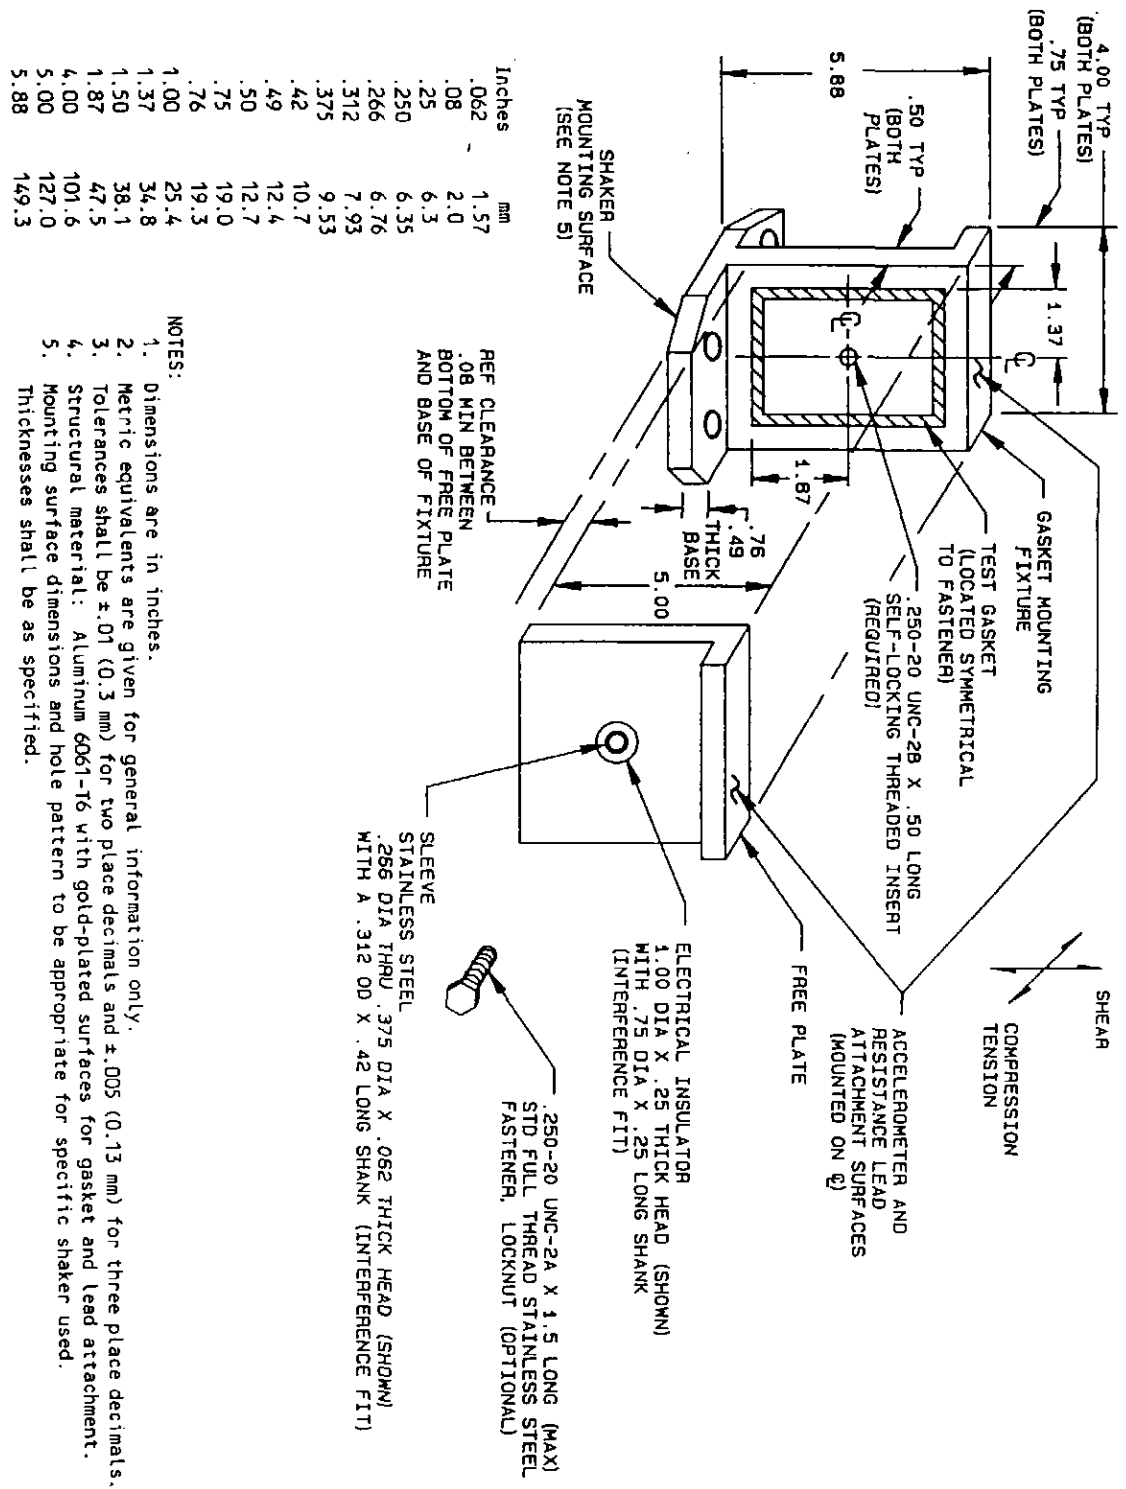 4.00 TYP
(BOTH PLATES)
.75 TYP
(BOTH PLATES)
1.37
℄
GASKET MOUNTING
FIXTURE
TEST GASKET
(LOCATED SYMMETRICAL
TO FASTENER)
.250-20 UNC-2B X .50 LONG
SELF-LOCKING THREADED INSERT
(REQUIRED)
SHEAR
COMPRESSION
TENSION
ACCELEROMETER AND
RESISTANCE LEAD
ATTACHMENT SURFACES
(MOUNTED ON ℄)
FREE PLATE
5.88
.50 TYP
(BOTH
PLATES)
℄
1.87
SHAKER
MOUNTING SURFACE
(SEE NOTE 5)
.76
.49
THICK
BASE
5.00
REF CLEARANCE
.08 MIN BETWEEN
BOTTOM OF FREE PLATE
AND BASE OF FIXTURE
ELECTRICAL INSULATOR
1.00 DIA X .25 THICK HEAD (SHOWN)
WITH .75 DIA X .25 LONG SHANK
(INTERFERENCE FIT)
.250-20 UNC-2A X 1.5 LONG (MAX)
STD FULL THREAD STAINLESS STEEL
FASTENER, LOCKNUT (OPTIONAL)
SLEEVE
STAINLESS STEEL
.266 DIA THRU .375 DIA X .062 THICK HEAD (SHOWN)
WITH A .312 OD X .42 LONG SHANK (INTERFERENCE FIT)
Inches mm
.062 - 1.57
.08 2.0
.25 6.3
.250 6.35
.266 6.76
.312 7.93
.375 9.53
.42 10.7
.49 12.4
.50 12.7
.75 19.0
.76 19.3
1.00 25.4
1.37 34.8
1.50 38.1
1.87 47.5
4.00 101.6
5.00 127.0
5.88 149.3
NOTES:
1. Dimensions are in inches.
2. Metric equivalents are given for general information only.
3. Tolerances shall be ±.01 (0.3 mm) for two place decimals and ±.005 (0.13 mm) for three place decimals.
4. Structural material: Aluminum 6061-T6 with gold-plated surfaces for gasket and lead attachment.
5. Mounting surface dimensions and hole pattern to be appropriate for specific shaker used.
Thicknesses shall be as specified.